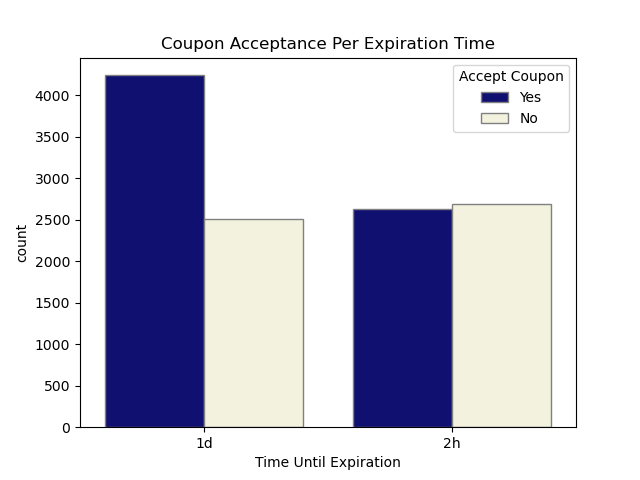 Coupon Acceptance Per Expiration Time
Accept Coupon
Yes
No
count
4000
3500
3000
2500
2000
1500
1000
500
0
1d
2h
Time Until Expiration